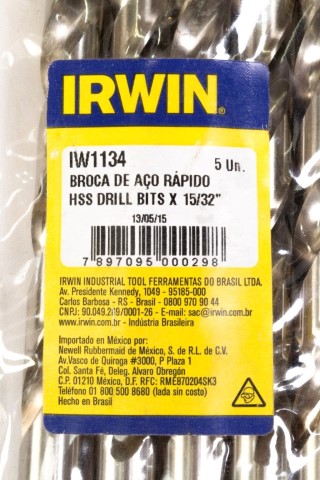 IRWIN.
IW1134
5 Un.
BROCA DE AÇO RÁPIDO
HSS DRILL BITS X 15/32"
13/05/15
7 897095 000298
IRWIN INDUSTRIAL TOOL FERRAMENTAS DO BRASIL LTDA.
Av. Presidente Kennedy, 1049 - 95185-000
Carlos Barbosa - RS - Brasil - 0800 970 90 44
CNPJ: 90.049.219/0001-26 - E-mail: sac@irwin.com.br
www.irwin.com.br - Indústria Brasileira
Importado en México por:
Newell Rubbermaid de México, S. de R.L. de C.V.
Av.Vasco de Quiroga #3000, P Plaza 1
Col. Santa Fé, Deleg. Alvaro Obregón
C.P. 01210 México, D.F. RFC: RME870204SK3
Teléfono 01 800 500 8680 (lada sin costo)
Hecho en Brasil